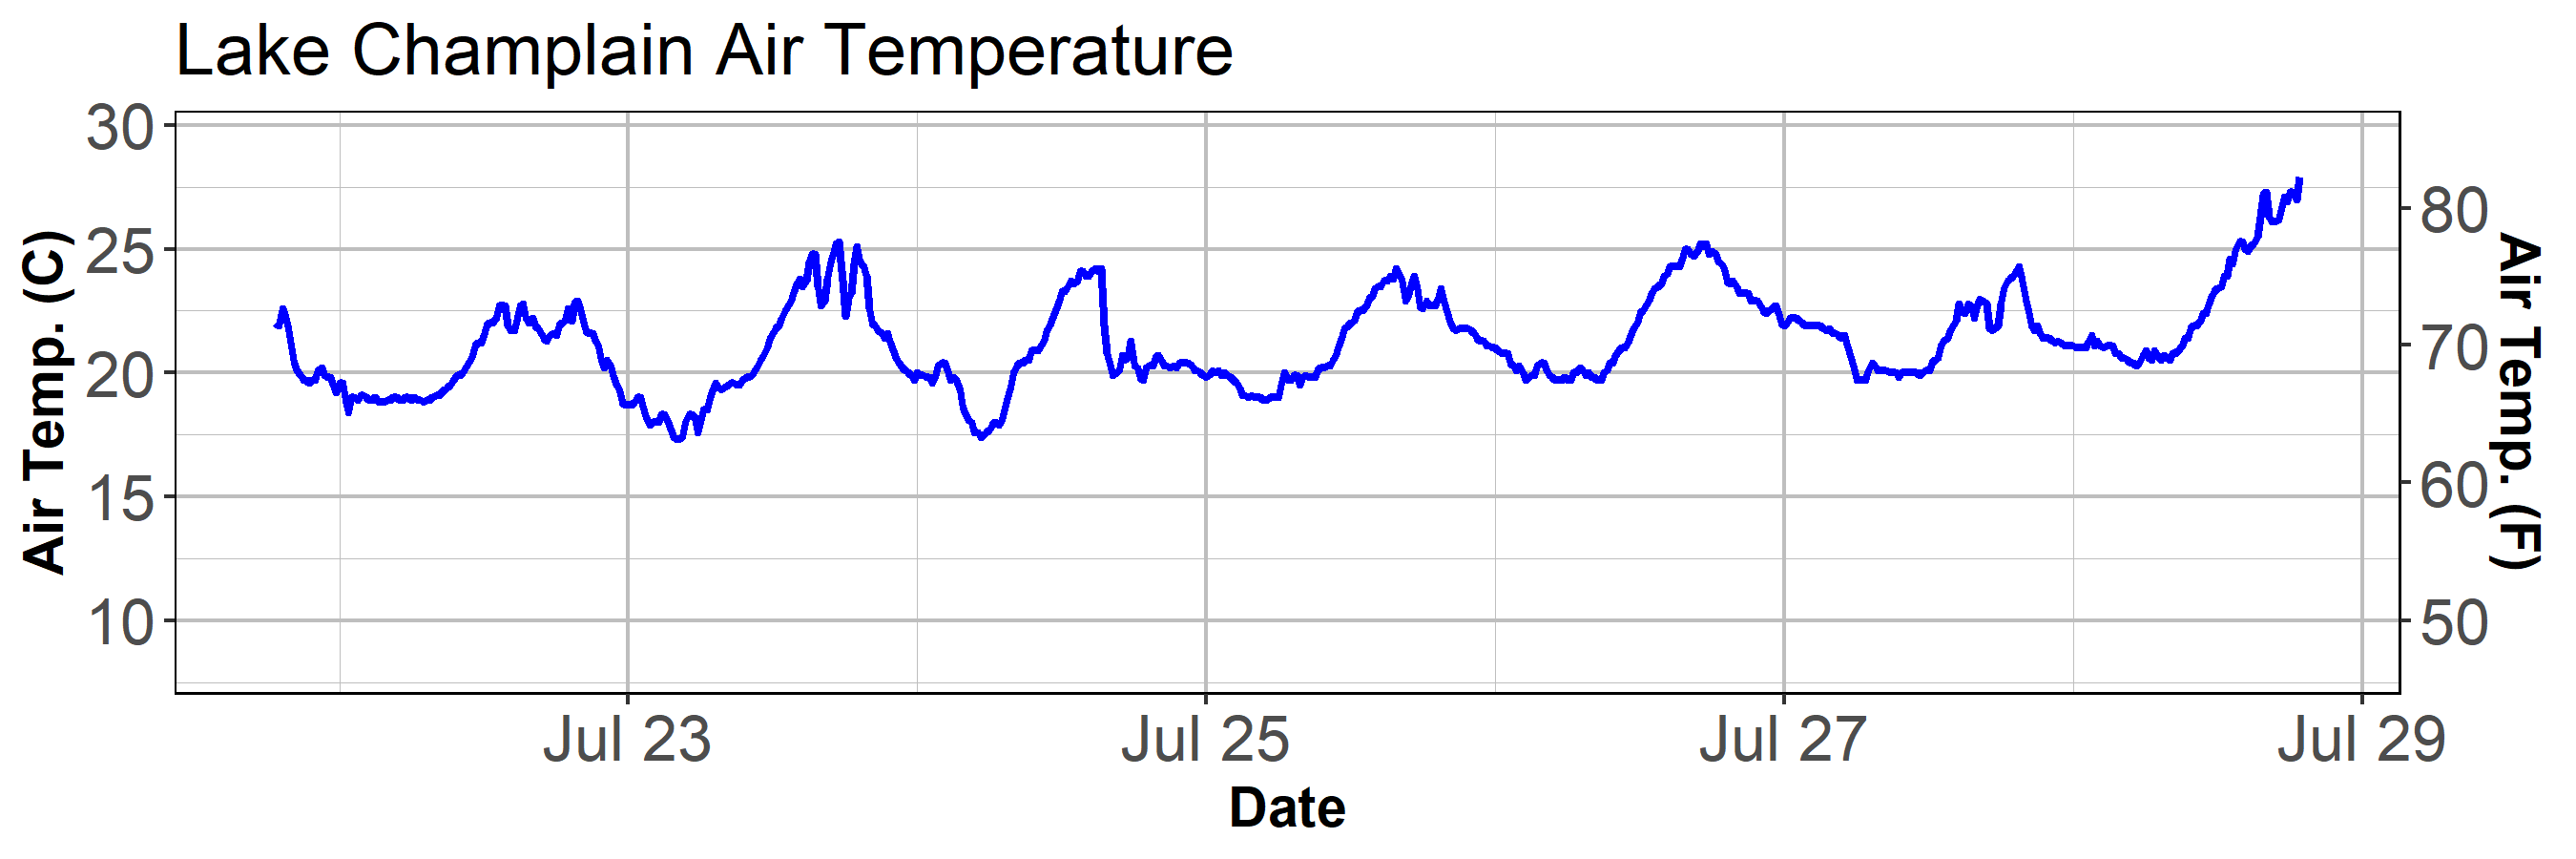 Lake Champlain Air Temperature
30
25
20
15
10
Air Temp. (C)
80
70
60
50
Air Temp. (F)
Jul 23
Jul 25
Jul 27
Jul 29
Date